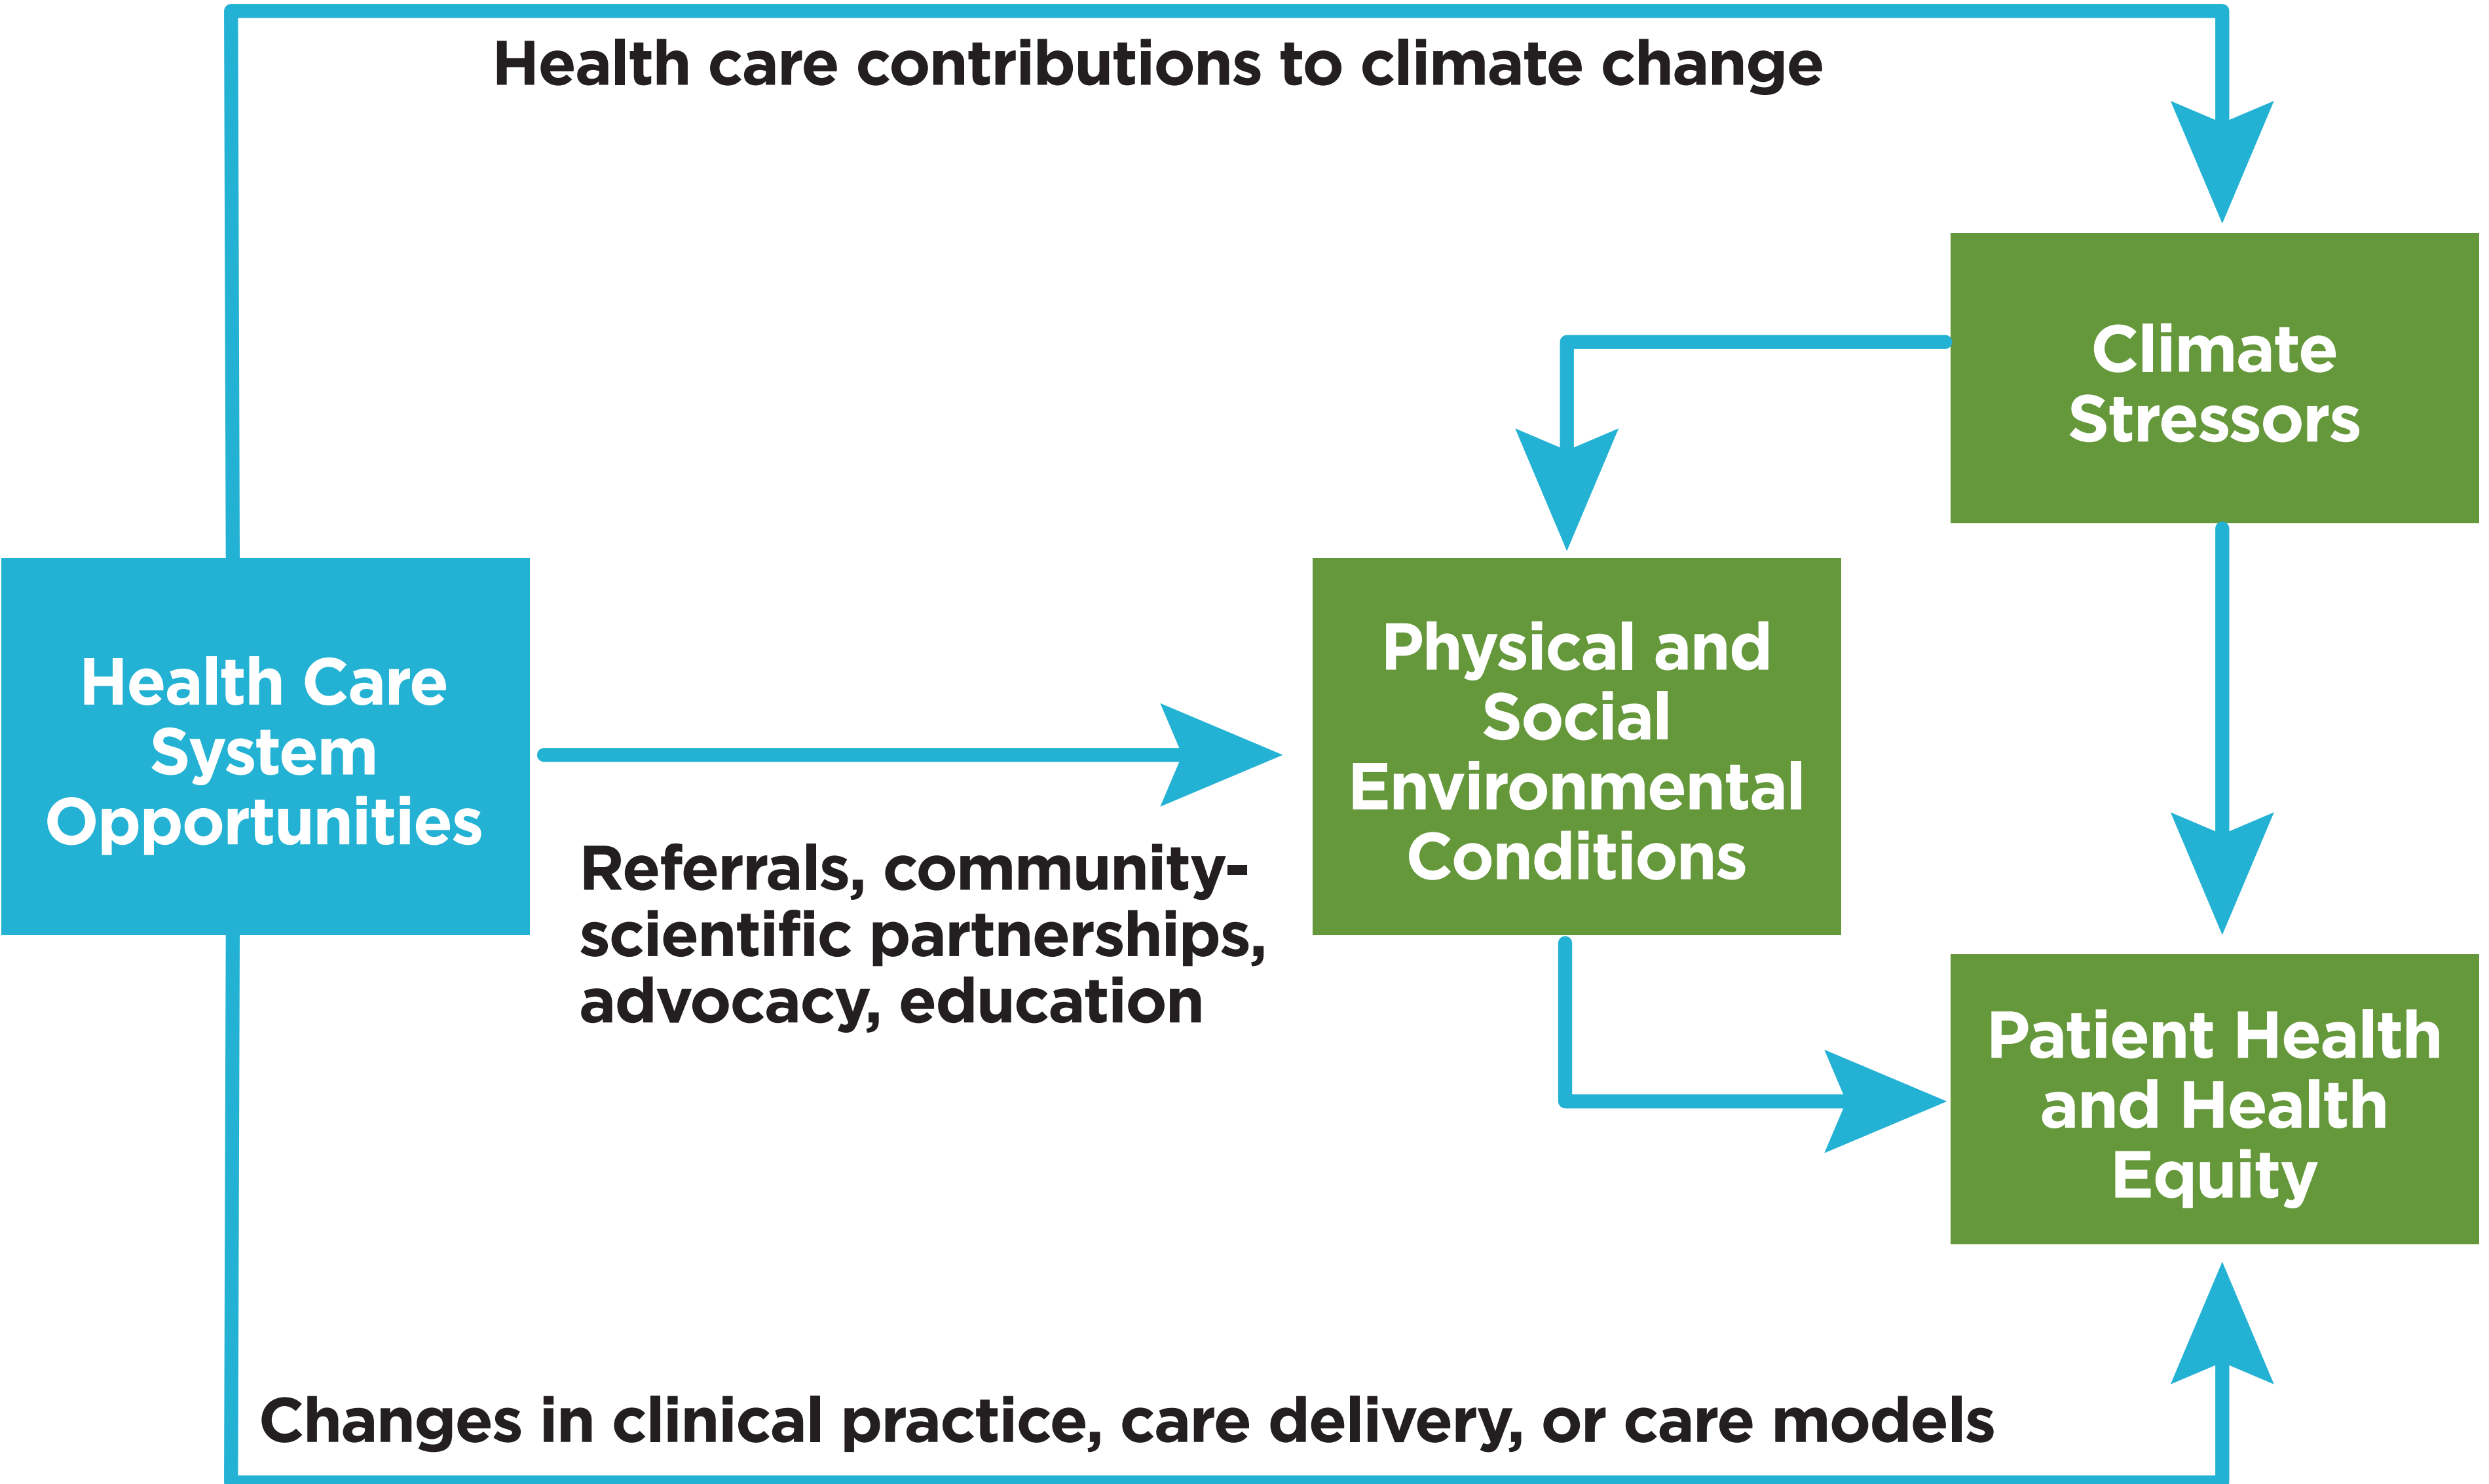 Health care contributions to climate change
Climate
Stressors
Health Care
System
Opportunities
Physical and
Social
Environmental
Conditions
Referrals, community-
scientific partnerships,
advocacy, education
Patient Health
and Health
Equity
Changes in clinical practice, care delivery, or care models